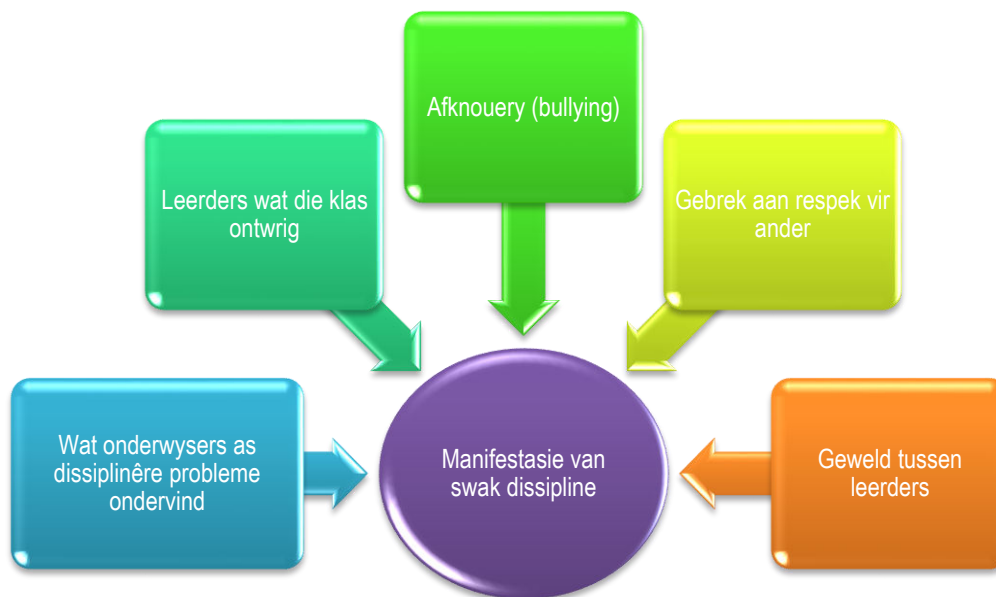 Afknouery (bullying)
Leerders wat die klas
ontwrig
Gebrek aan respek vir
ander
Wat onderwysers as
dissiplinêre probleme
ondervind
Manifestasie van
swak dissipline
Geweld tussen
leerders